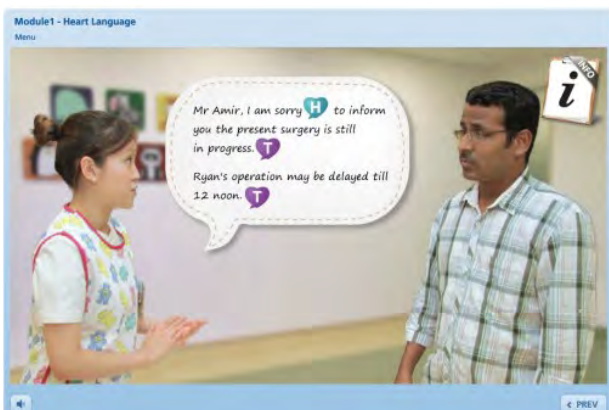 Module1 - Heart Language
Menu
INFO
i
Mr Amir, I am sorry H to inform
you the present surgery is still
in progress. T
Ryan's operation may be delayed till
12 noon. T
< PREV